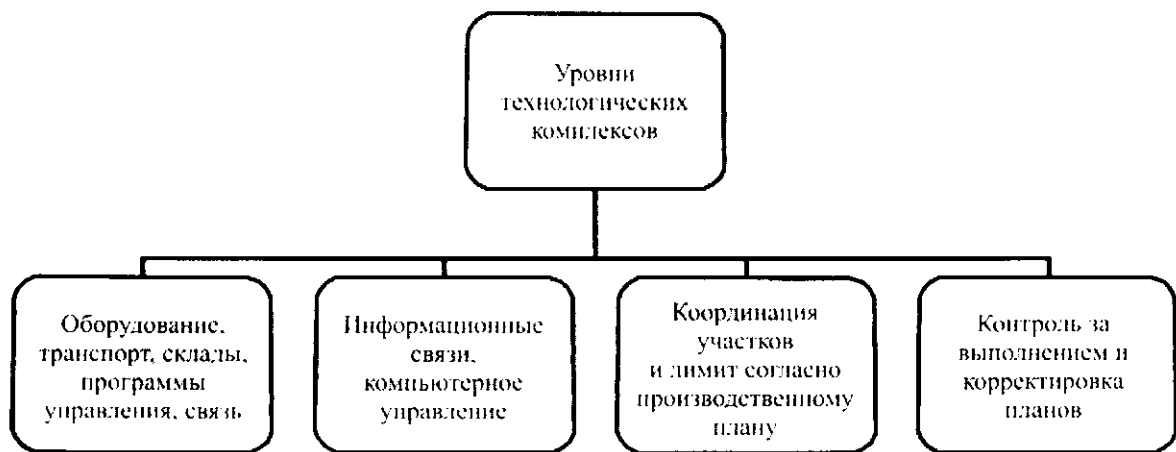 Уровни
технологических
комплексов
Оборудование,
транспорт, склады,
программы
управления, связь
Информационные
связи,
компьютерное
управление
Координация
участков
и лимит согласно
производственному
плану
Контроль за
выполнением и
корректировка
планов